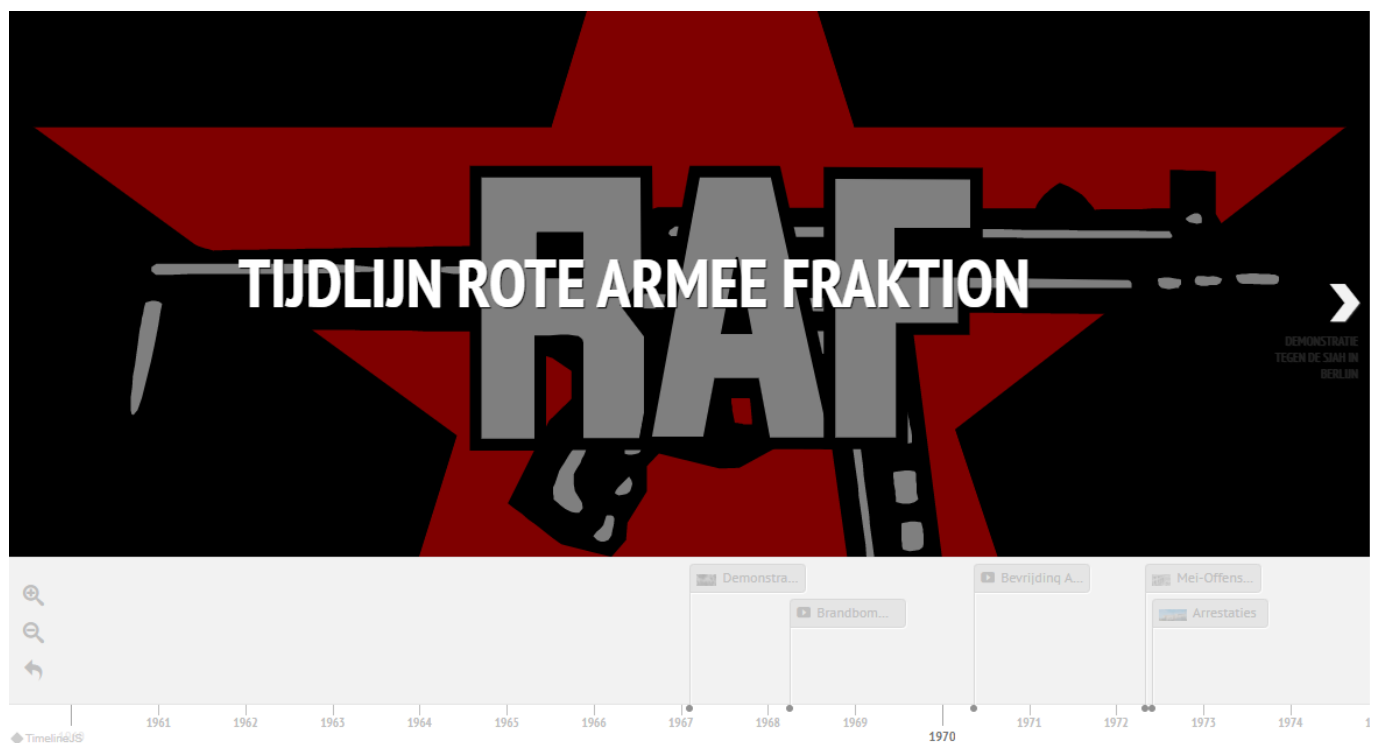 RAF
TIJDLIJN ROTE ARMEE FRAKTION
DEMONSTRATIE
TEGEN DE SJAH IN
BERLIJN
Demonstra...
Bevrijding A...
Mei-Offens...
Brandbom...
Arrestaties
1961 1962 1963 1964 1965 1966 1967 1968 1969 1970 1971 1972 1973 1974
TimelineJS